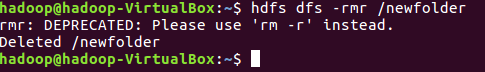 hadoop@hadoop-VirtualBox:~$ hdfs dfs -rmr /newfolder
rmr: DEPRECATED: Please use 'rm -r' instead.
Deleted /newfolder
hadoop@hadoop-VirtualBox:~$